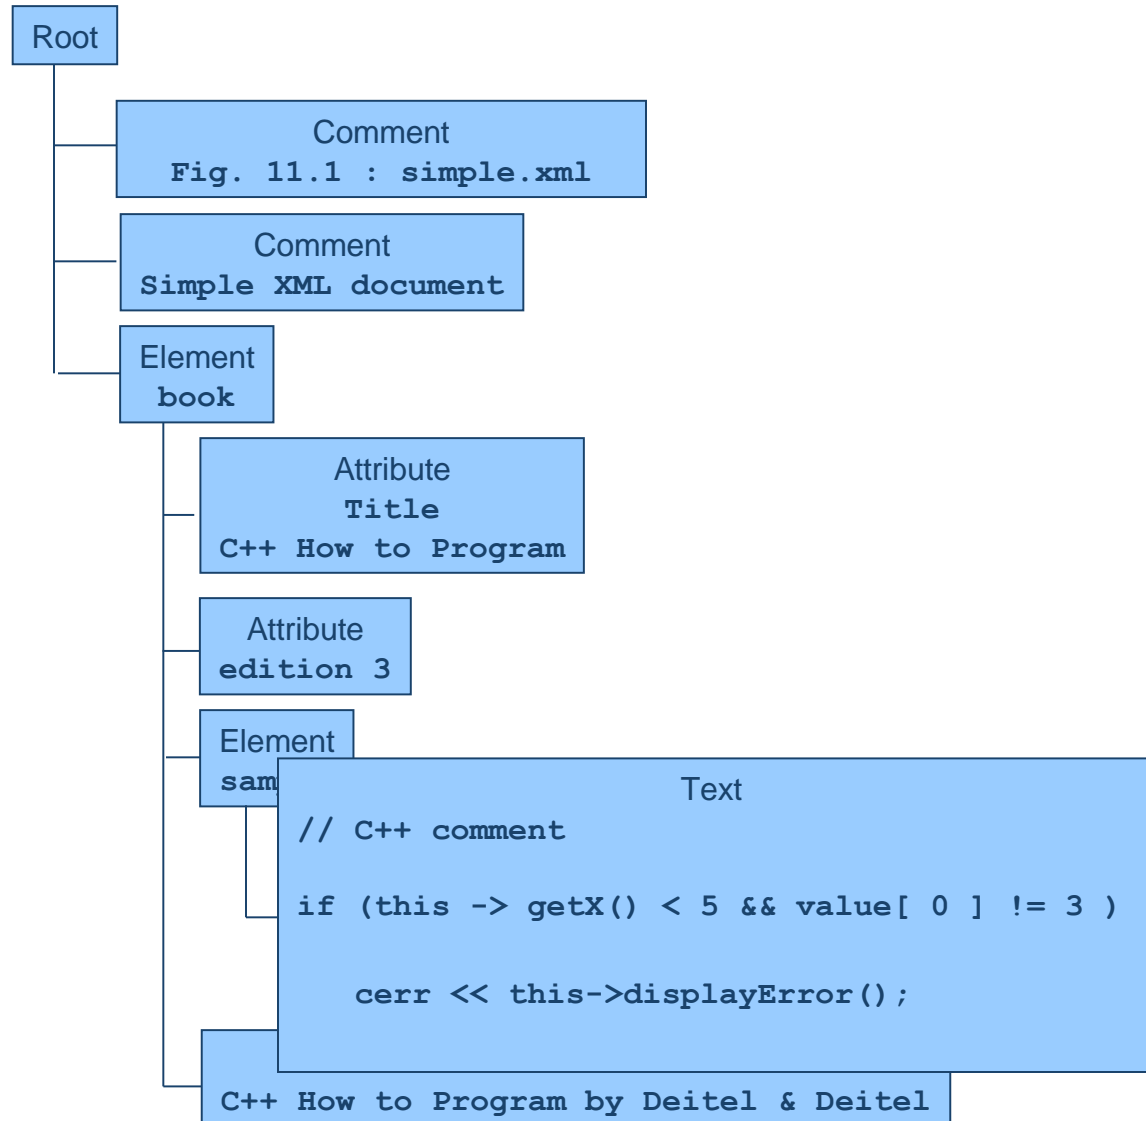 Root
Comment
Fig. 11.1 : simple.xml
Comment
Simple XML document
Element
book
Attribute
Title
C++ How to Program
Attribute
edition 3
Element
Text
// C++ comment
if (this -> getX() < 5 && value[ 0 ] != 3 )
cerr << this->displayError();
C++ How to Program by Deitel & Deitel